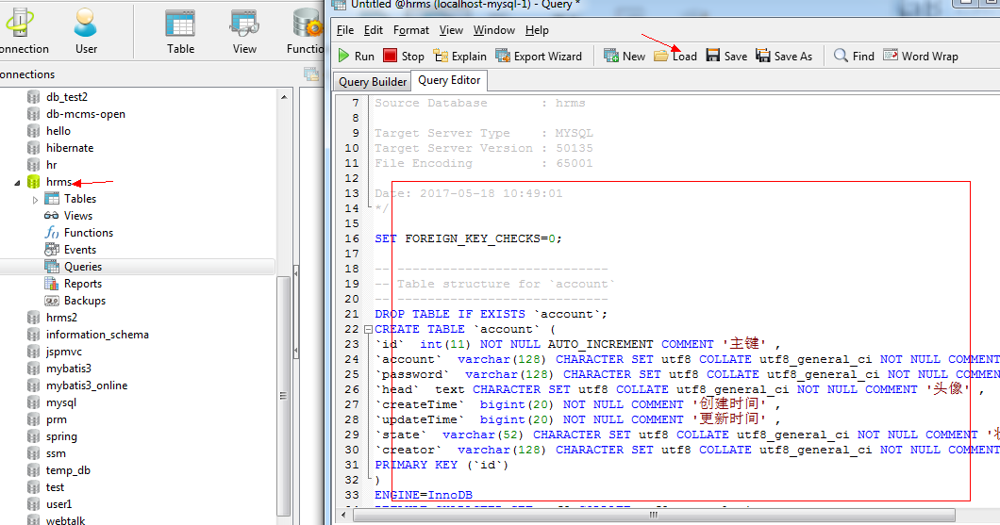 Connection
User
Table
View
Function
Connections
db_test2
db-mcms-open
hello
hibernate
hr
hrms
Tables
Views
Functions
Events
Queries
Reports
Backups
hrms2
information_schema
jspmvc
mybatis3
mybatis3_online
mysql
prm
spring
ssm
temp_db
test
user1
webtalk
Untitled @hrms (localhost-mysql-1) - Query *
File Edit Format View Window Help
Run Stop Explain Export Wizard New Load Save Save As Find Word Wrap
Query Builder Query Editor
7 Source Database : hrms
8
9 Target Server Type : MYSQL
10 Target Server Version : 50135
11 File Encoding : 65001
12
13 Date: 2017-05-18 10:49:01
14 */
15
16 SET FOREIGN_KEY_CHECKS=0;
17
18 -- ----------------------------
19 -- Table structure for `account`
20 -- ----------------------------
21 DROP TABLE IF EXISTS `account`;
22 CREATE TABLE `account` (
23 `id` int(11) NOT NULL AUTO_INCREMENT COMMENT '主键' ,
24 `account` varchar(128) CHARACTER SET utf8 COLLATE utf8_general_ci NOT NULL COMMENT
25 `password` varchar(128) CHARACTER SET utf8 COLLATE utf8_general_ci NOT NULL COMMEN
26 `head` text CHARACTER SET utf8 COLLATE utf8_general_ci NOT NULL COMMENT '头像' ,
27 `createTime` bigint(20) NOT NULL COMMENT '创建时间' ,
28 `updateTime` bigint(20) NOT NULL COMMENT '更新时间' ,
29 `state` varchar(52) CHARACTER SET utf8 COLLATE utf8_general_ci NOT NULL COMMENT '状
30 `creator` varchar(128) CHARACTER SET utf8 COLLATE utf8_general_ci NOT NULL COMMENT
31 PRIMARY KEY (`id`)
32 )
33 ENGINE=InnoDB